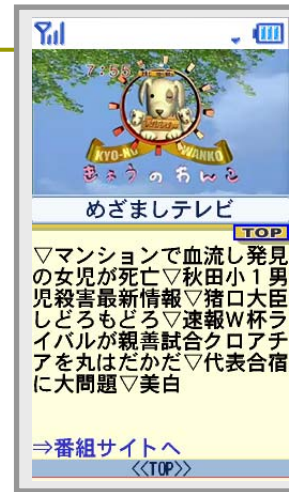 7:55
KYO-NO WANKO
きょうのわんこ
めざましテレビ
TOP
▽マンションで血流し発見
の女児が死亡▽秋田小1男
児殺害最新情報▽猪口大臣
しどろもどろ▽速報W杯ラ
イバルが親善試合クロアチ
アを丸はだかだ▽代表合宿
に大問題▽美白
⇒番組サイトへ
《TOP》